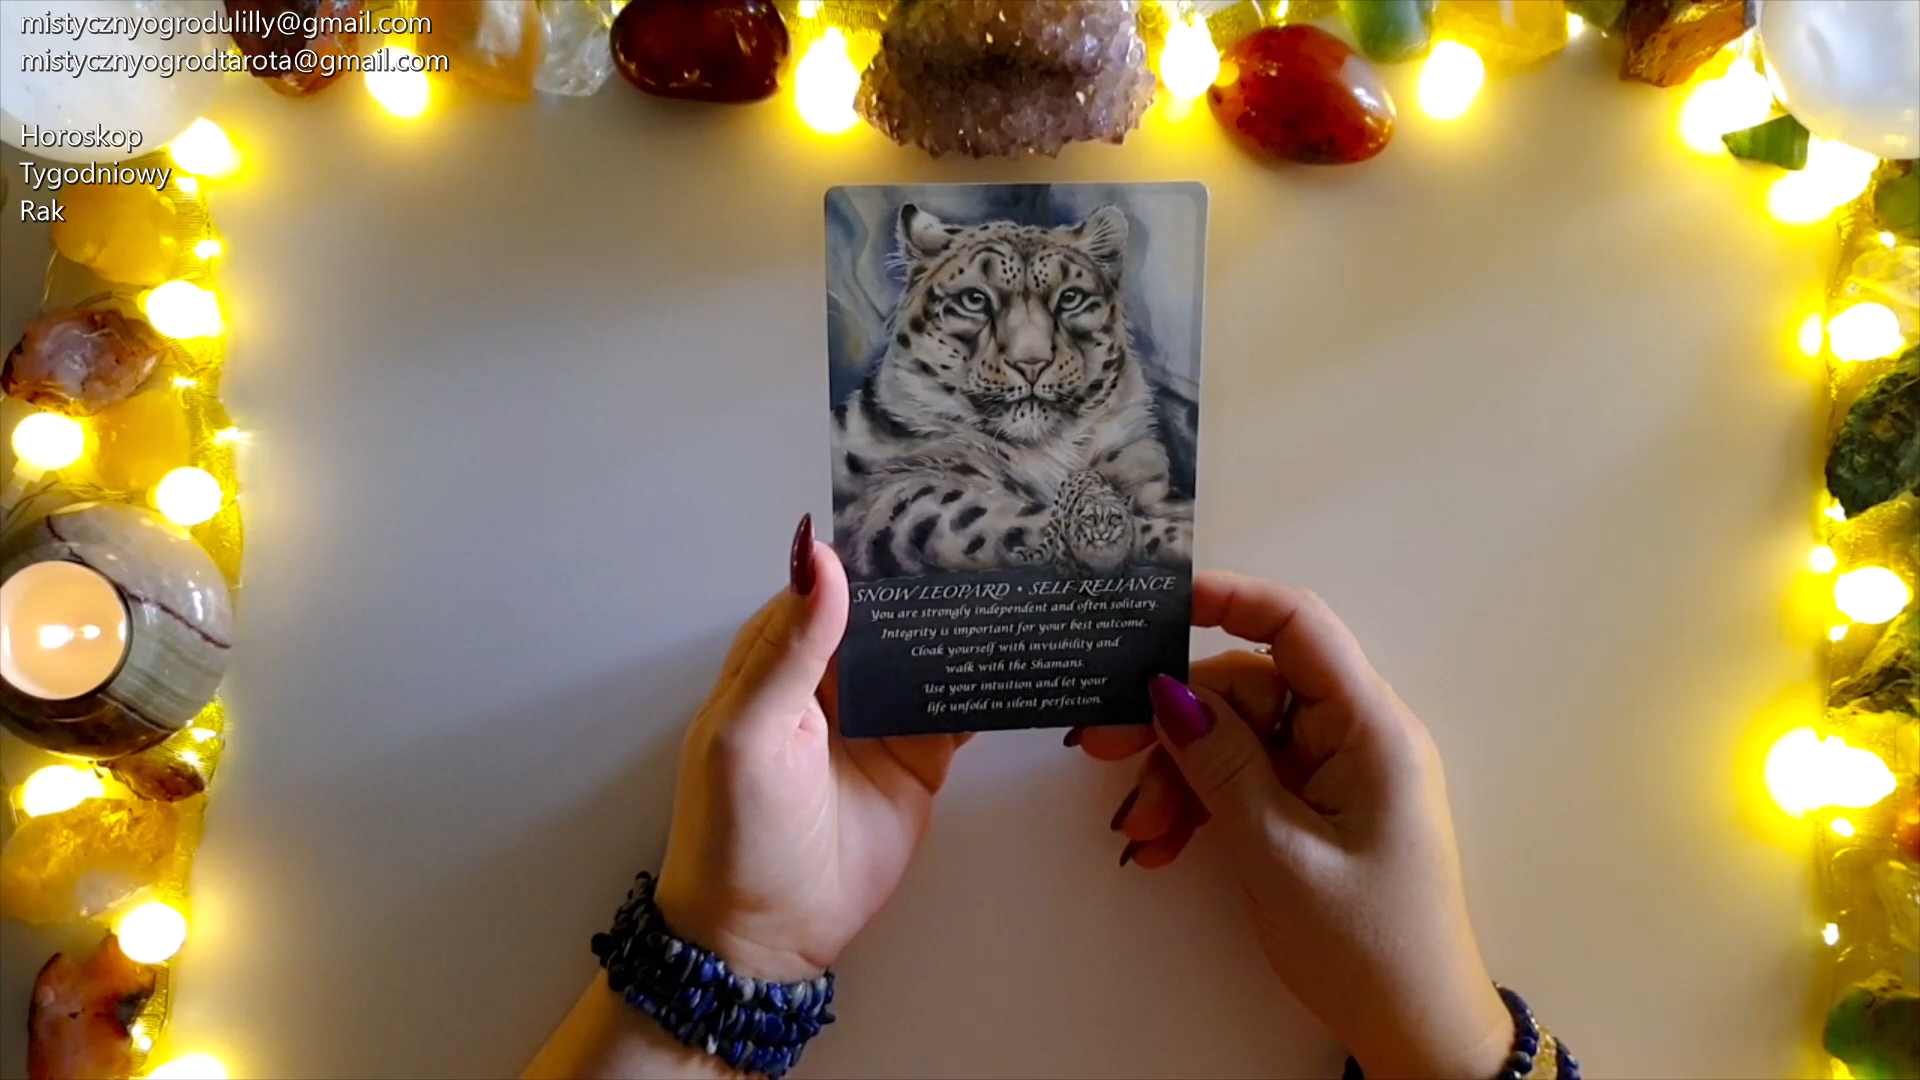 mistycznyogrodulilly@gmail.com
mistycznyogrodtarota@gmail.com
Horoskop
Tygodniowy
Rak
SNOW LEOPARD • SELF-RELIANCE
You are strongly independent and often solitary.
Integrity is important for your best outcome.
Cloak yourself with invisibility and
walk with the Shamans.
Use your intuition and let your
life unfold in silent perfection.